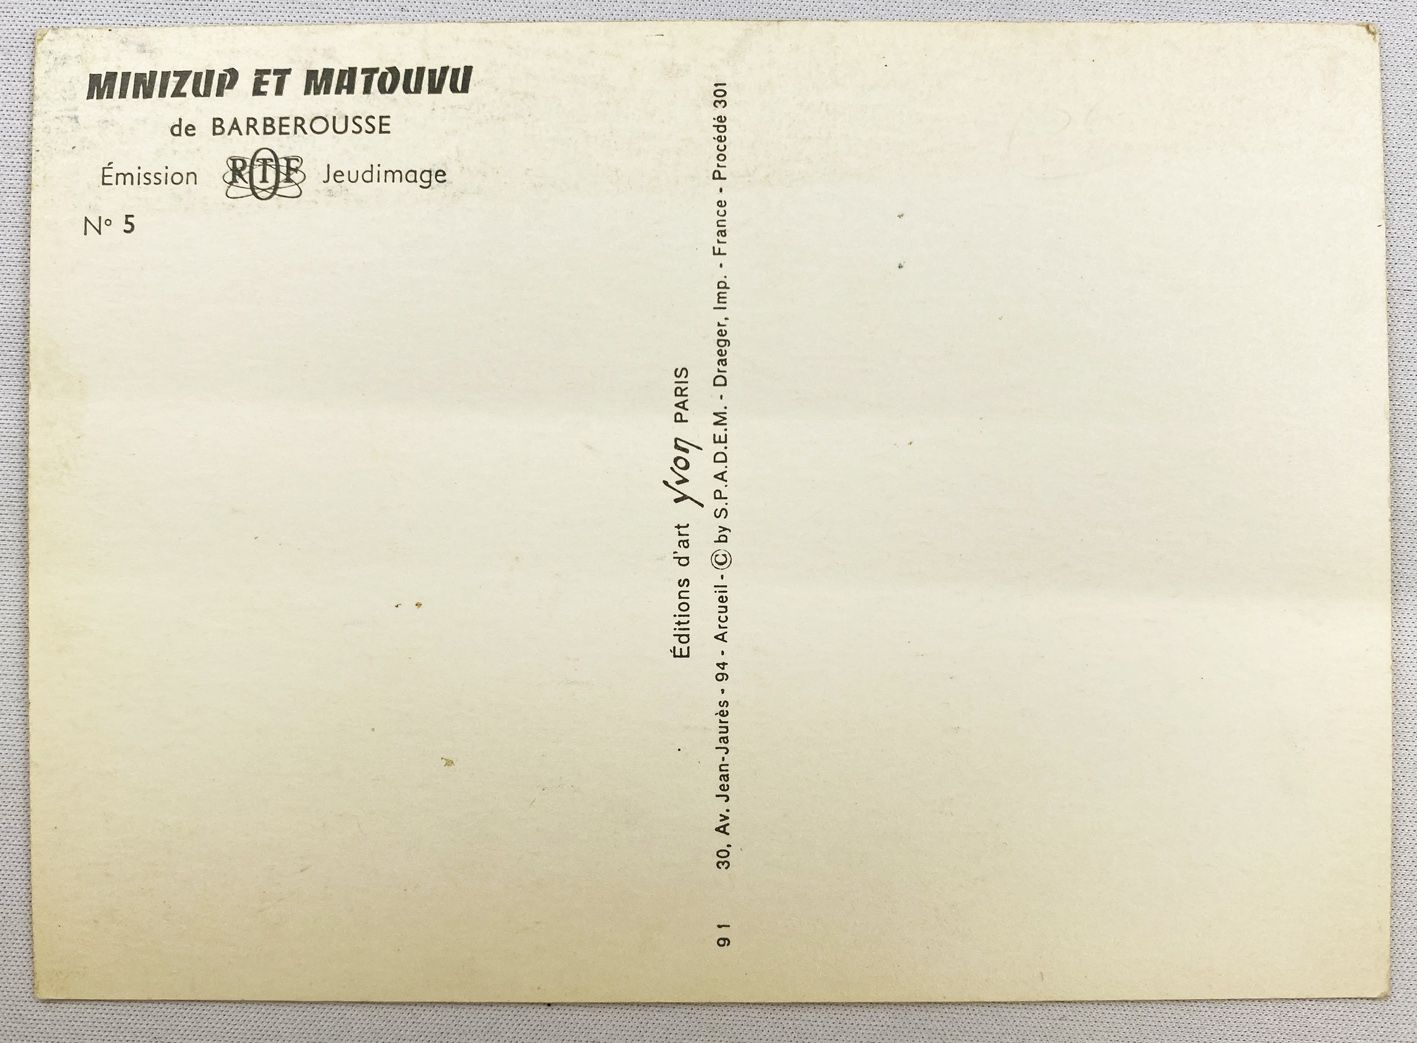 MINIZUP ET MATOUVU
de BARBEROUSSE
Émission RTF Jeudimage
Nº 5
Éditions d'art yvon PARIS
91 30, Av. Jean-Jaurès - 94 - Arcueil - © by S.P.A.D.E.M. - Draeger, Imp. - France - Procédé 301